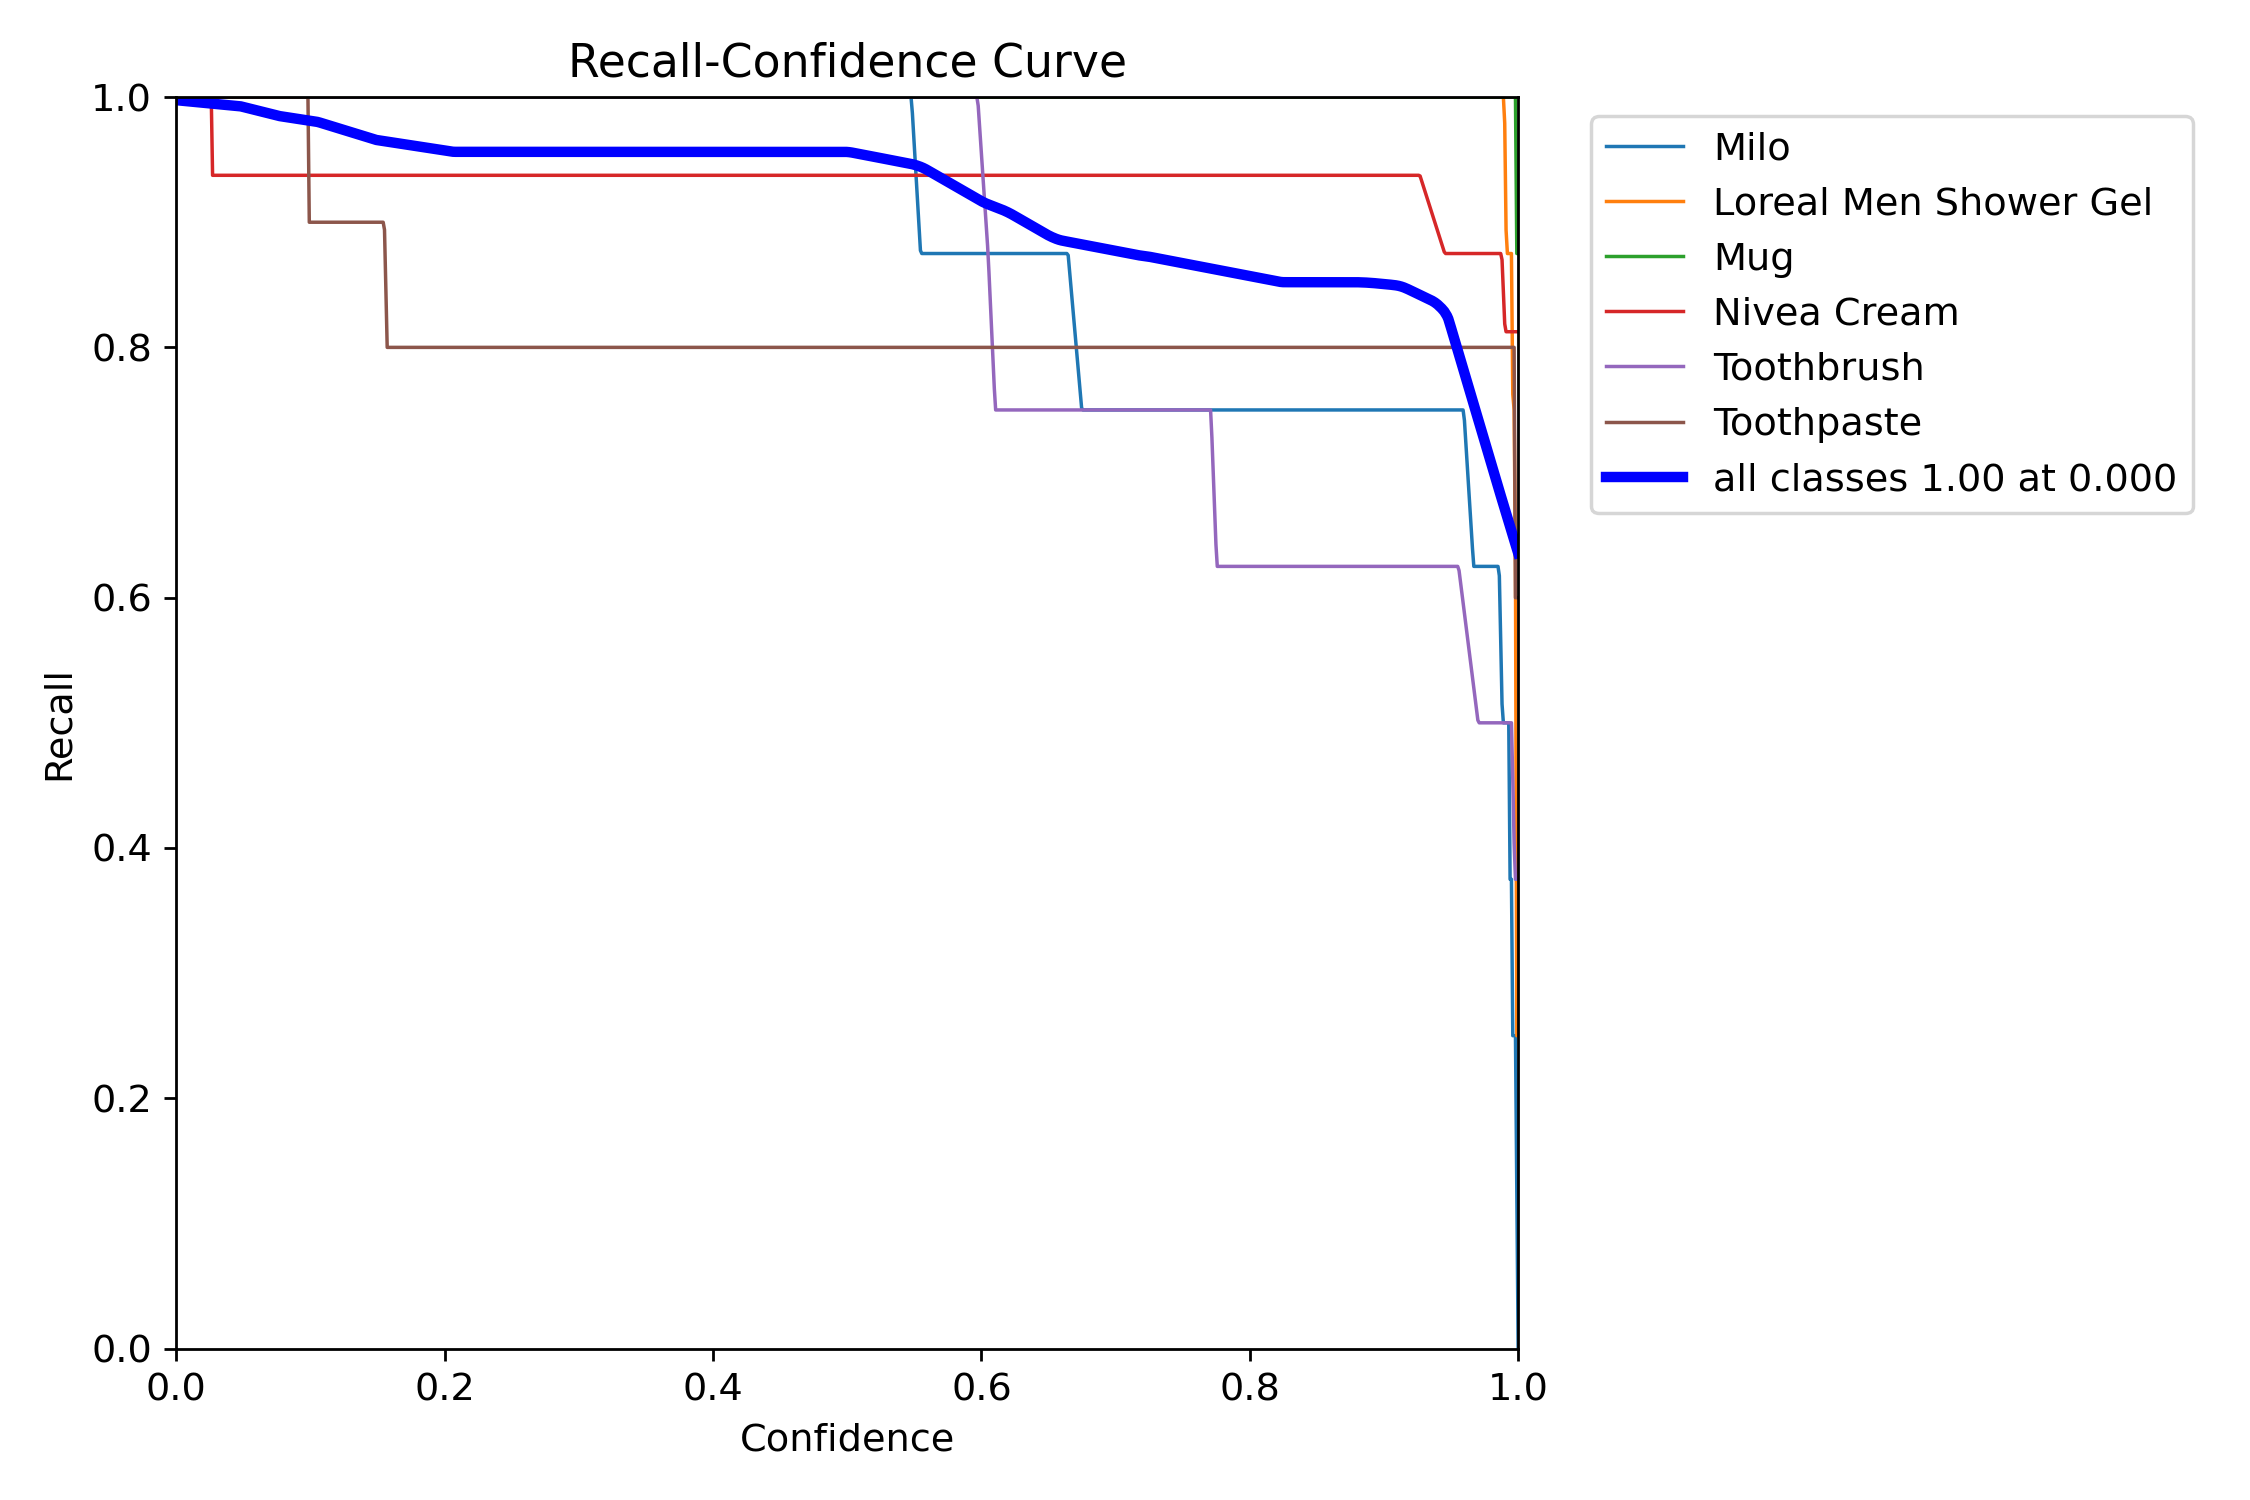 Recall-Confidence Curve
1.0
0.8
0.6
0.4
0.2
0.0
Recall
0.0 0.2 0.4 0.6 0.8 1.0
Confidence
Milo
Loreal Men Shower Gel
Mug
Nivea Cream
Toothbrush
Toothpaste
all classes 1.00 at 0.000